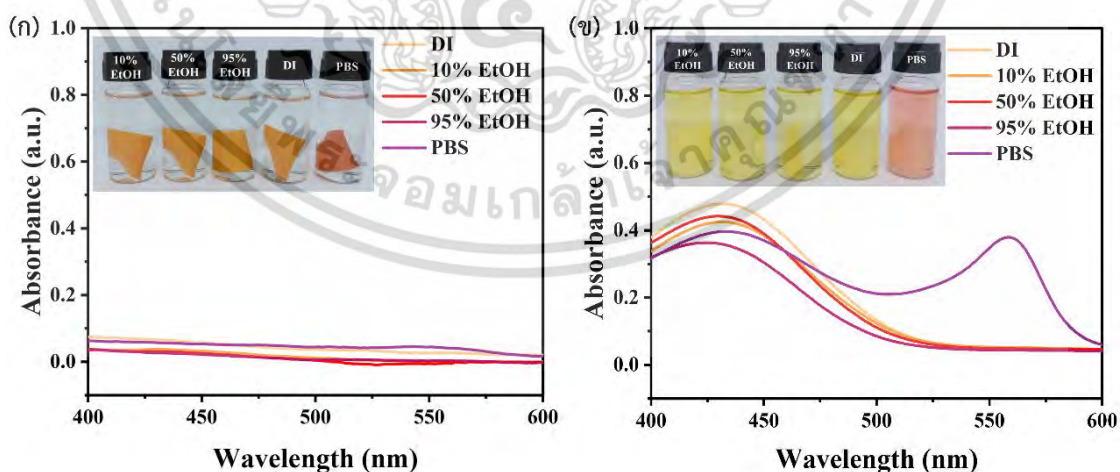 (ก)
1.0
0.8
0.6
0.4
0.2
0.0
Absorbance (a.u.)
400
450
500
550
600
Wavelength (nm)
10% EtOH
50% EtOH
95% EtOH
DI
PBS
DI
10% EtOH
50% EtOH
95% EtOH
PBS
(ข)
1.0
0.8
0.6
0.4
0.2
0.0
Absorbance (a.u.)
400
450
500
550
600
Wavelength (nm)
10% EtOH
50% EtOH
95% EtOH
DI
PBS
DI
10% EtOH
50% EtOH
95% EtOH
PBS